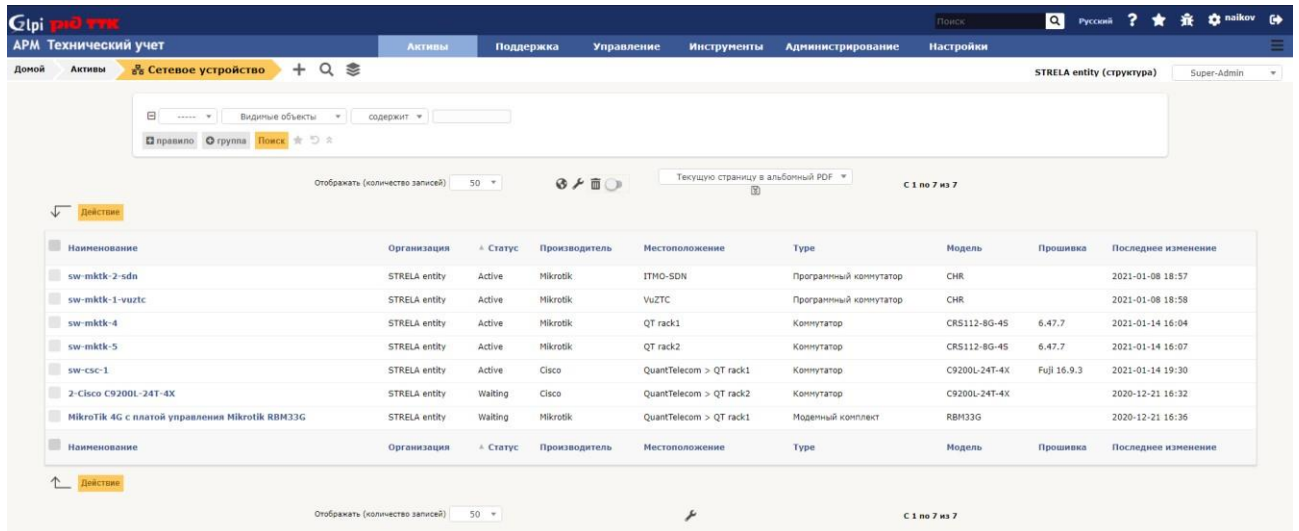 Glpi рid ТТК Поиск Русский ? naikov
АРМ Технический учет Активы Поддержка Управление Инструменты Администрирование Настройки
Домой Активы Сетевое устройство STRELA entity (структура) Super-Admin
----- Видимые объекты содержит
правило группа Поиск
Отображать (количество записей) 50 Текущую страницу в альбомный PDF С 1 по 7 из 7
Действие
Наименование Организация Статус Производитель Местоположение Type Модель Прошивка Последнее изменение
sw-mktk-2-sdn STRELA entity Active Mikrotik ITMO-SDN Программный коммутатор CHR 2021-01-08 18:57
sw-mktk-1-vuztc STRELA entity Active Mikrotik VuZTC Программный коммутатор CHR 2021-01-08 18:58
sw-mktk-4 STRELA entity Active Mikrotik QT rack1 Коммутатор CRS112-8G-4S 6.47.7 2021-01-14 16:04
sw-mktk-5 STRELA entity Active Mikrotik QT rack2 Коммутатор CRS112-8G-4S 6.47.7 2021-01-14 16:07
sw-csc-1 STRELA entity Active Cisco QuantTelecom > QT rack1 Коммутатор C9200L-24T-4X Fuji 16.9.3 2021-01-14 19:30
2-Cisco C9200L-24T-4X STRELA entity Waiting Cisco QuantTelecom > QT rack2 Коммутатор C9200L-24T-4X 2020-12-21 16:32
MikroTik 4G с платой управления Mikrotik RBM33G STRELA entity Waiting Mikrotik QuantTelecom > QT rack1 Модемный комплект RBM33G 2020-12-21 16:36
Наименование Организация Статус Производитель Местоположение Type Модель Прошивка Последнее изменение
Действие
Отображать (количество записей) 50 С 1 по 7 из 7